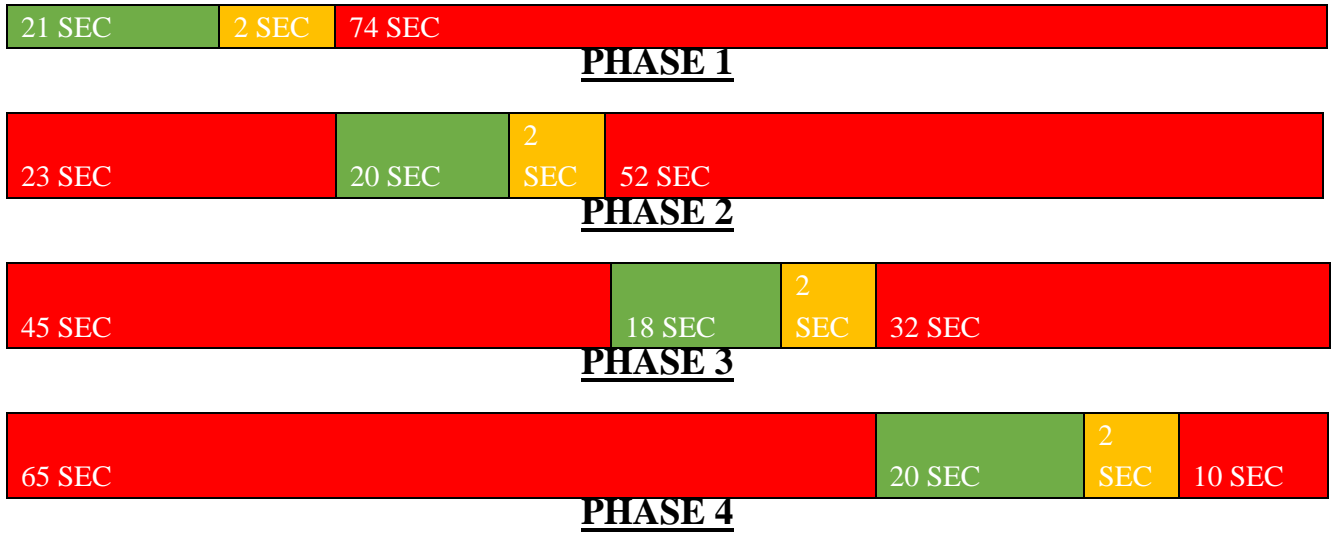 21 SEC 2 SEC 74 SEC
PHASE 1
2
23 SEC 20 SEC SEC 52 SEC
PHASE 2
2
45 SEC 18 SEC SEC 32 SEC
PHASE 3
2
65 SEC 20 SEC SEC 10 SEC
PHASE 4